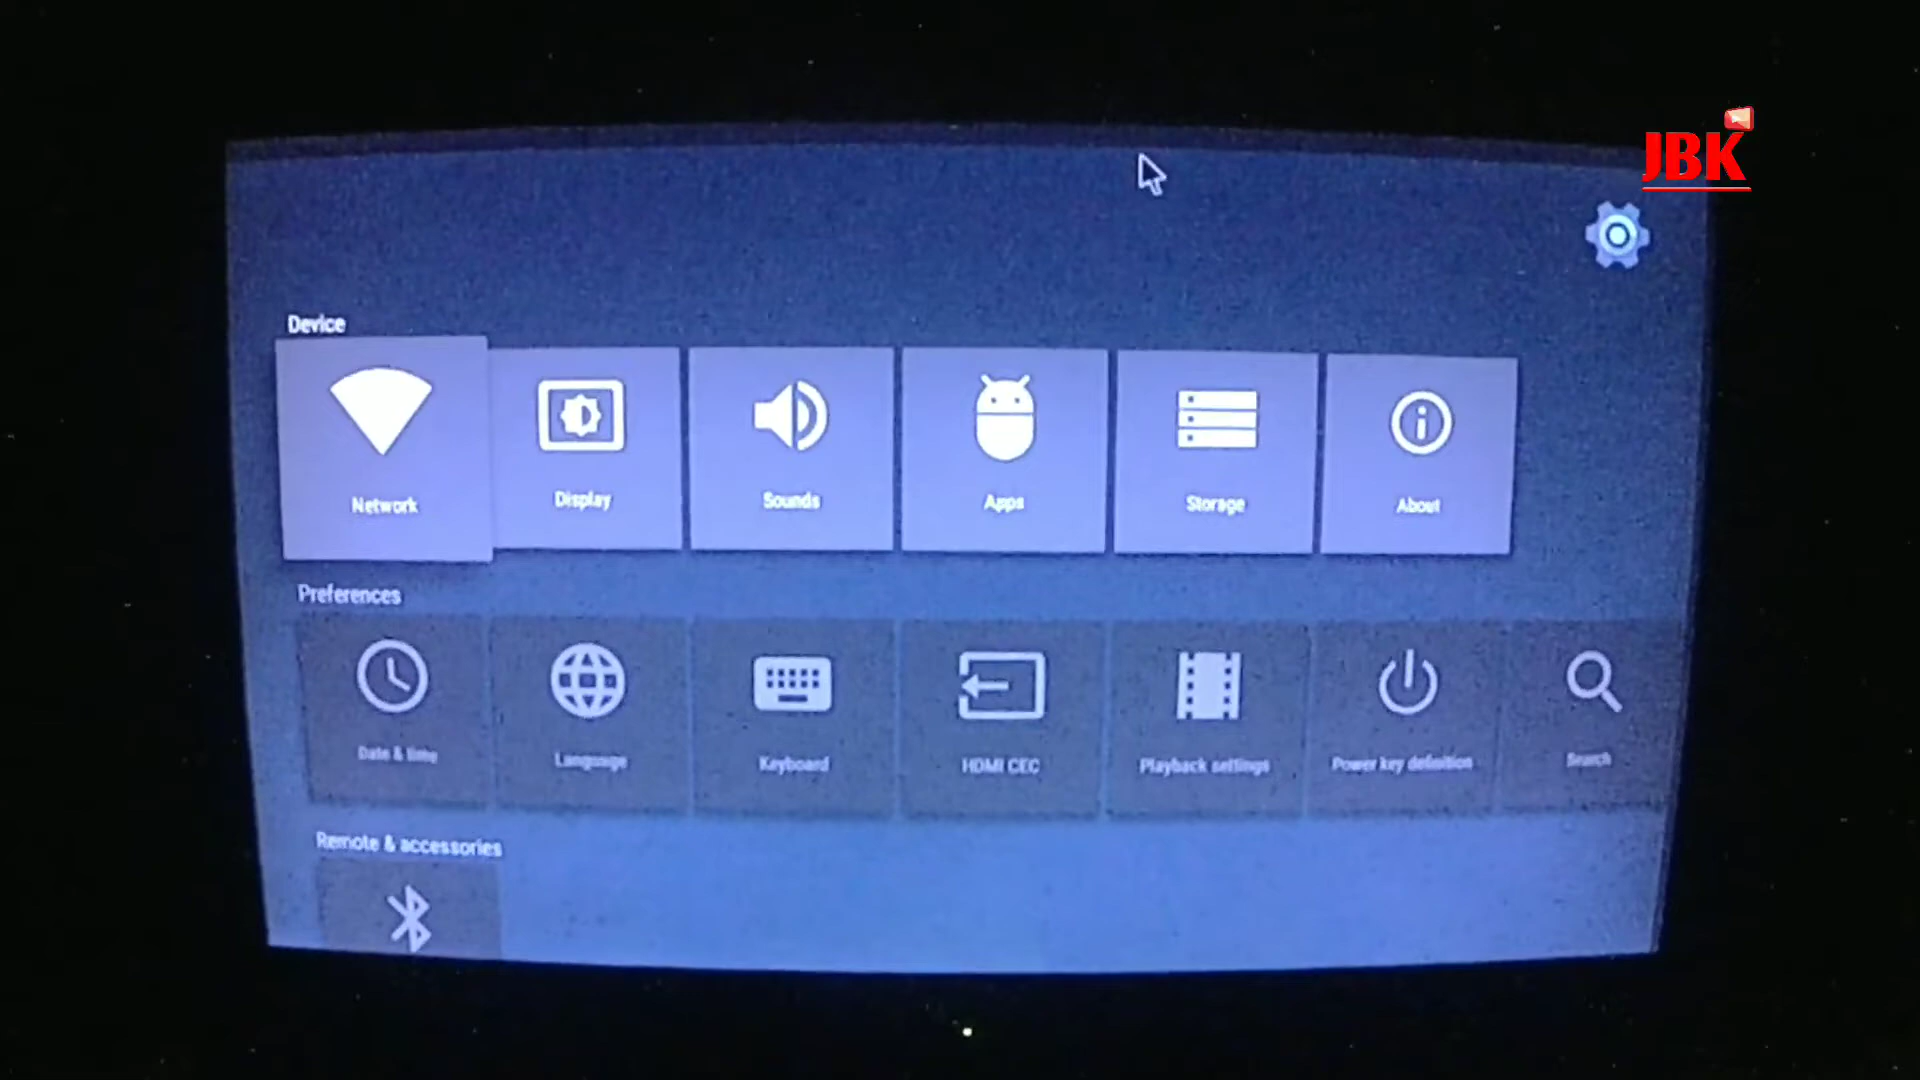 JBK
Device
Network Display Sounds Apps Storage About
Preferences
Date & time Language Keyboard HDMI CEC Playback settings Power key definition Search
Remote & accessories